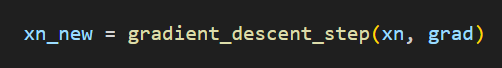 xn_new = gradient_descent_step(xn, grad)